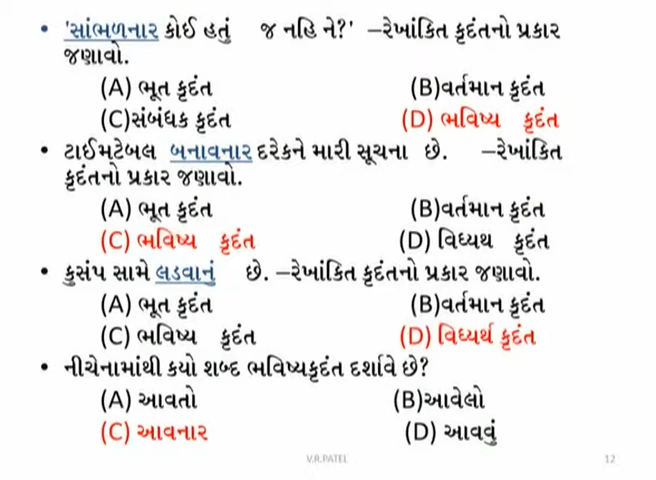 • 'સાંભળનાર કોઈ હતું જ નહિ ને?' –રેખાંકિત કૃદંતનો પ્રકાર
જણાવો.
(A) ભૂત કૃદંત (B)વર્તમાન કૃદંત
(C)સંબંધક કૃદંત (D) ભવિષ્ય કૃદંત
• ટાઈમટેબલ બનાવનાર દરેકને મારી સૂચના છે. –રેખાંકિત
કૃદંતનો પ્રકાર જણાવો.
(A) ભૂત કૃદંત (B)વર્તમાન કૃદંત
(C) ભવિષ્ય કૃદંત (D) વિધ્યથ કૃદંત
• કુસંપ સામે લડવાનું છે. –રેખાંકિત કૃદંતનો પ્રકાર જણાવો.
(A) ભૂત કૃદંત (B)વર્તમાન કૃદંત
(C) ભવિષ્ય કૃદંત (D) વિધ્યર્થ કૃદંત
• નીચેનામાંથી કયો શબ્દ ભવિષ્યકૃદંત દર્શાવે છે?
(A) આવતો (B)આવેલો
(C) આવનાર (D) આવવું
V.R.PATEL 12